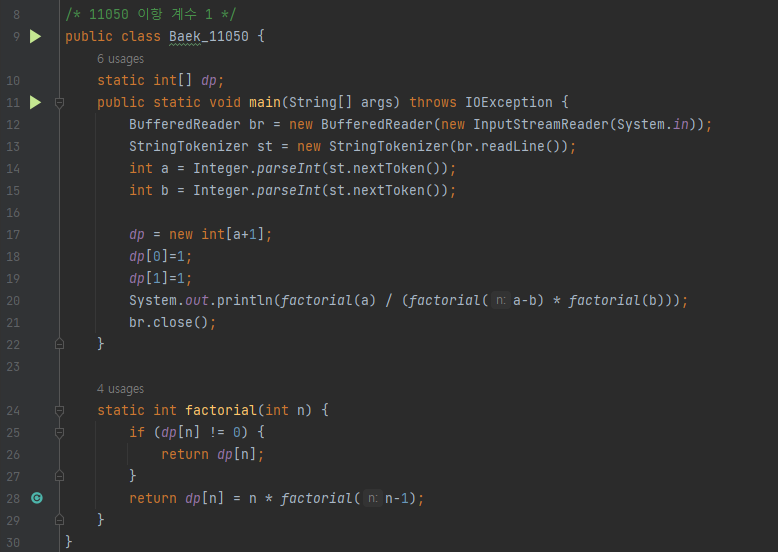 8 /* 11050 이항 계수 1 */
9 public class Baek_11050 {
6 usages
10 static int[] dp;
11 public static void main(String[] args) throws IOException {
12 BufferedReader br = new BufferedReader(new InputStreamReader(System.in));
13 StringTokenizer st = new StringTokenizer(br.readLine());
14 int a = Integer.parseInt(st.nextToken());
15 int b = Integer.parseInt(st.nextToken());
16
17 dp = new int[a+1];
18 dp[0]=1;
19 dp[1]=1;
20 System.out.println(factorial(a) / (factorial( n: a-b) * factorial(b)));
21 br.close();
22 }
23
4 usages
24 static int factorial(int n) {
25 if (dp[n] != 0) {
26 return dp[n];
27 }
28 return dp[n] = n * factorial( n: n-1);
29 }
30 }